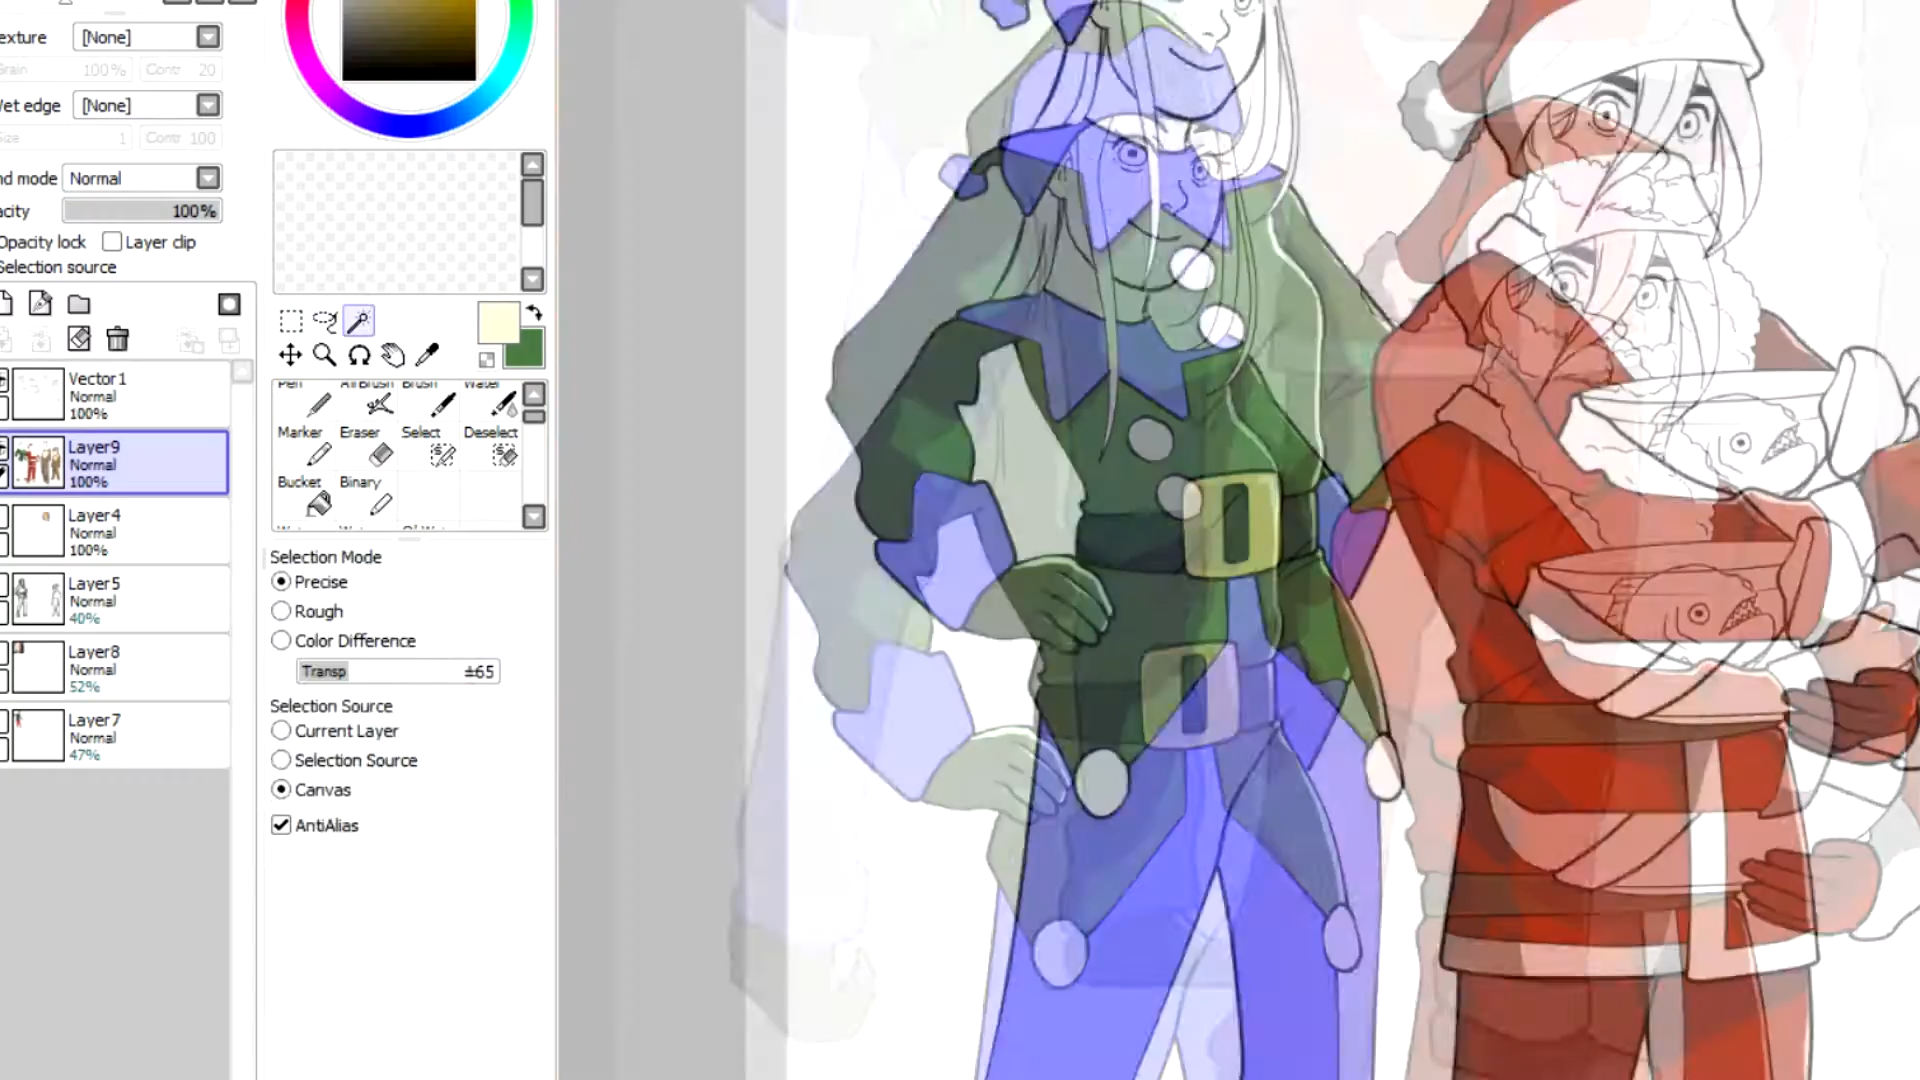 exture [None]
Grain 100% Contr 20
Vet edge [None]
Size 1 Contr 100
nd mode Normal
acity 100%
Opacity lock Layer clip
Selection source
Vector1
Normal
100%
Layer9
Normal
100%
Layer4
Normal
100%
Layer5
Normal
40%
Layer8
Normal
52%
Layer7
Normal
47%
Pen AirBrush Brush Water
Marker Eraser Select Deselect
Bucket Binary
Selection Mode
Precise
Rough
Color Difference
Transp ±65
Selection Source
Current Layer
Selection Source
Canvas
AntiAlias